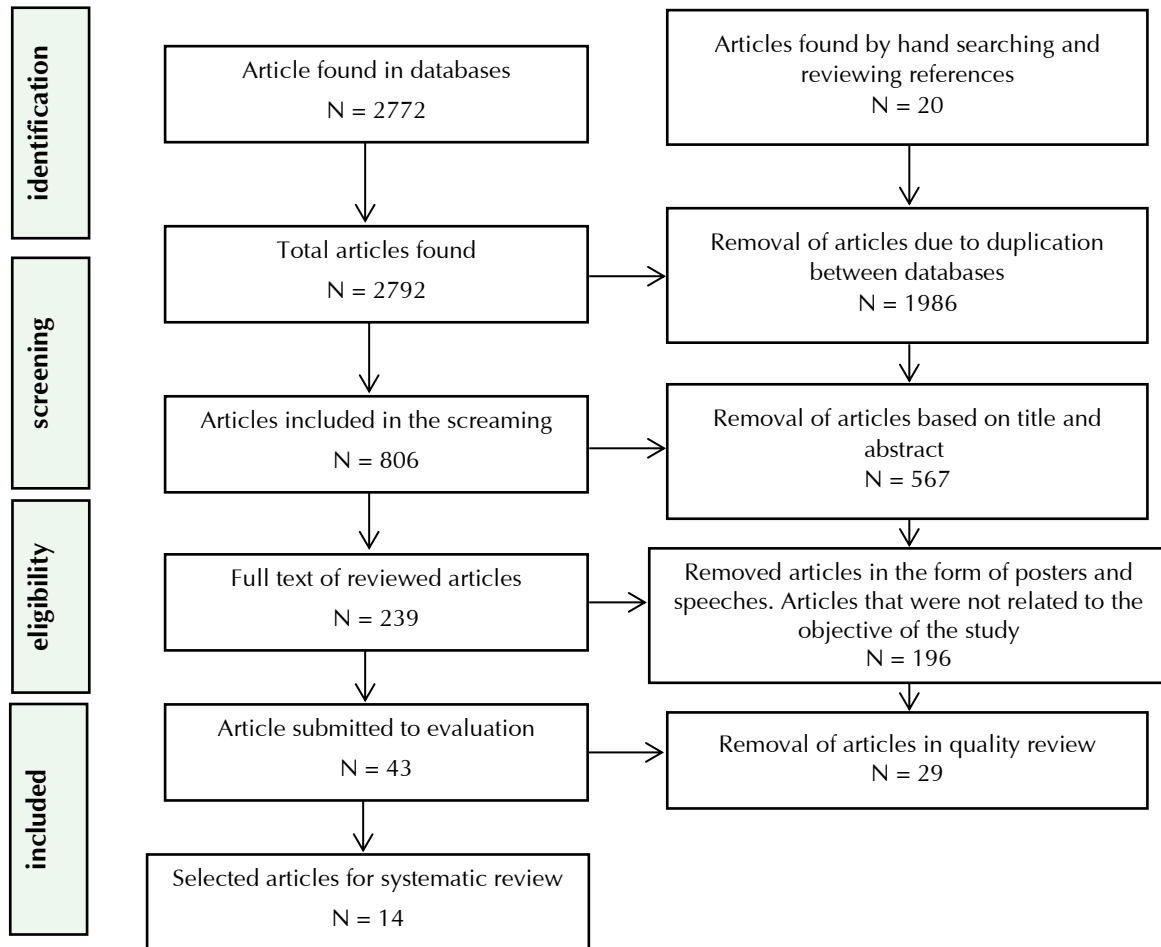 identification
Article found in databases
N = 2772
Articles found by hand searching and
reviewing references
N = 20
Total articles found
N = 2792
Removal of articles due to duplication
between databases
N = 1986
screening
Articles included in the screaming
N = 806
Removal of articles based on title and
abstract
N = 567
eligibility
Full text of reviewed articles
N = 239
Removed articles in the form of posters and
speeches. Articles that were not related to the
objective of the study
N = 196
included
Article submitted to evaluation
N = 43
Removal of articles in quality review
N = 29
Selected articles for systematic review
N = 14